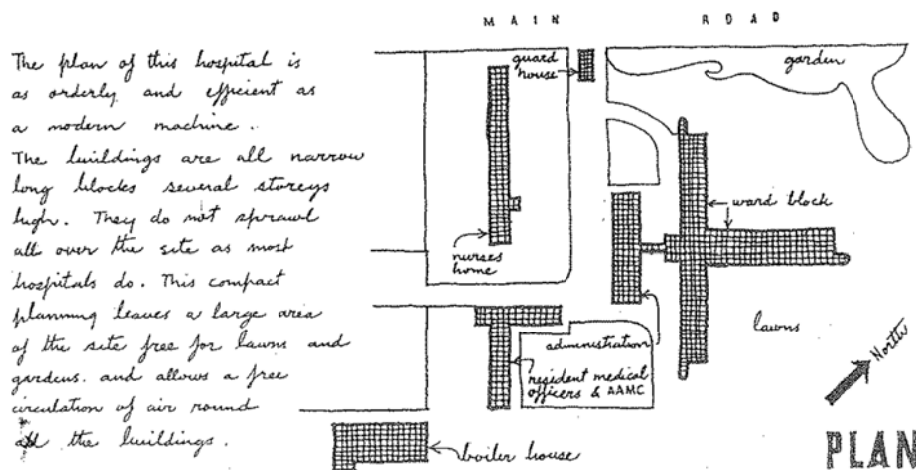 MAIN ROAD
The plan of this hospital is
as orderly and efficient as
a modern machine.
The buildings are all narrow
long blocks several storeys
high. They do not sprawl
all over the site as most
hospitals do. This compact
planning leaves a large area
of the site free for lawns and
gardens. and allows a free
circulation of air round
all the buildings.
guard
house
garden
ward block
nurses
home
lawns
administration
resident medical
officers & AAMC
boiler house
North
PLAN